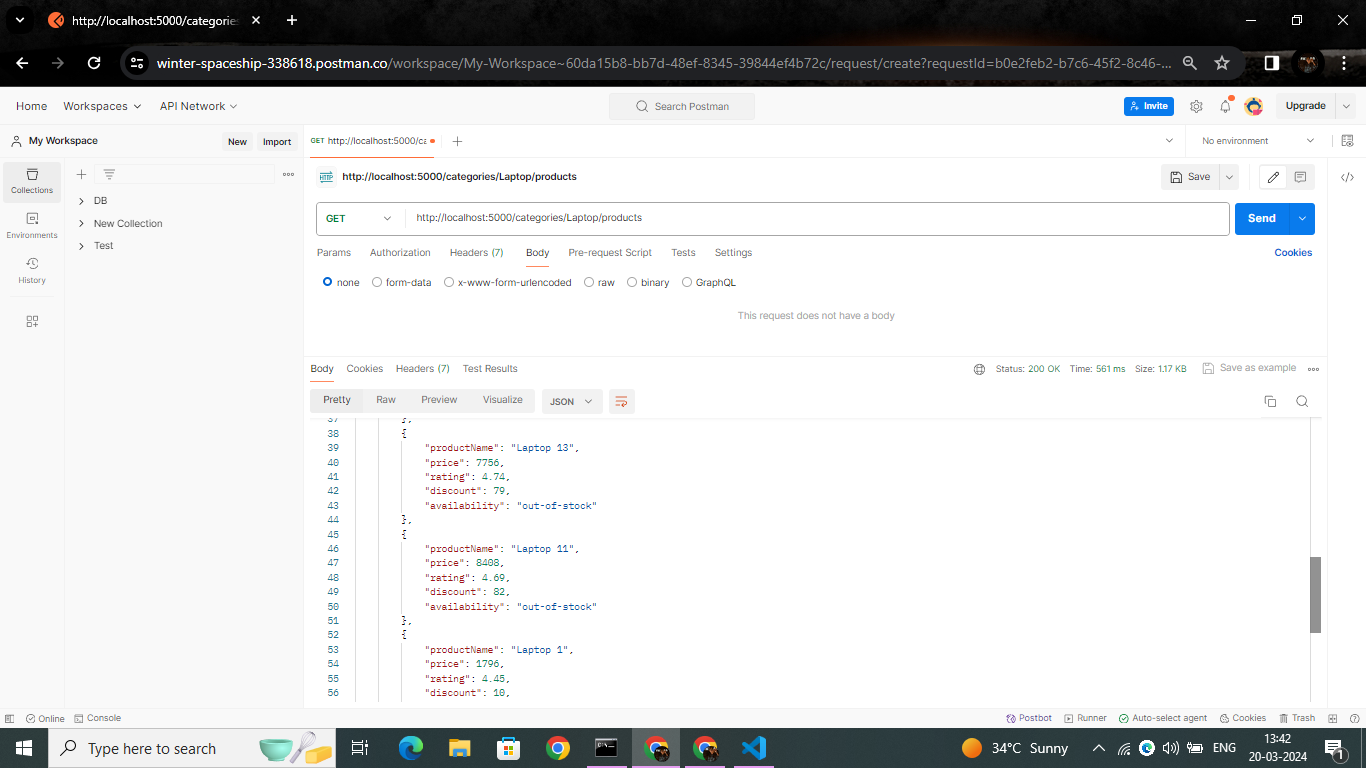 http://localhost:5000/categories
winter-spaceship-338618.postman.co/workspace/My-Workspace~60da15b8-bb7d-48ef-8345-39844ef4b72c/request/create?requestId=b0e2feb2-b7c6-45f2-8c46-...
Home Workspaces API Network Search Postman Invite Upgrade
My Workspace New Import GET http://localhost:5000/ca No environment
Collections
Environments
History
DB
New Collection
Test
HTTP http://localhost:5000/categories/Laptop/products Save
GET http://localhost:5000/categories/Laptop/products Send
Params Authorization Headers (7) Body Pre-request Script Tests Settings Cookies
none form-data x-www-form-urlencoded raw binary GraphQL
This request does not have a body
Body Cookies Headers (7) Test Results Status: 200 OK Time: 561 ms Size: 1.17 KB Save as example
Pretty Raw Preview Visualize JSON
37 },
38 {
39 "productName": "Laptop 13",
40 "price": 7756,
41 "rating": 4.74,
42 "discount": 79,
43 "availability": "out-of-stock"
44 },
45 {
46 "productName": "Laptop 11",
47 "price": 8408,
48 "rating": 4.69,
49 "discount": 82,
50 "availability": "out-of-stock"
51 },
52 {
53 "productName": "Laptop 1",
54 "price": 1796,
55 "rating": 4.45,
56 "discount": 10,
Online Console Postbot Runner Auto-select agent Cookies Trash
Type here to search 34°C Sunny ENG 13:42
20-03-2024 1